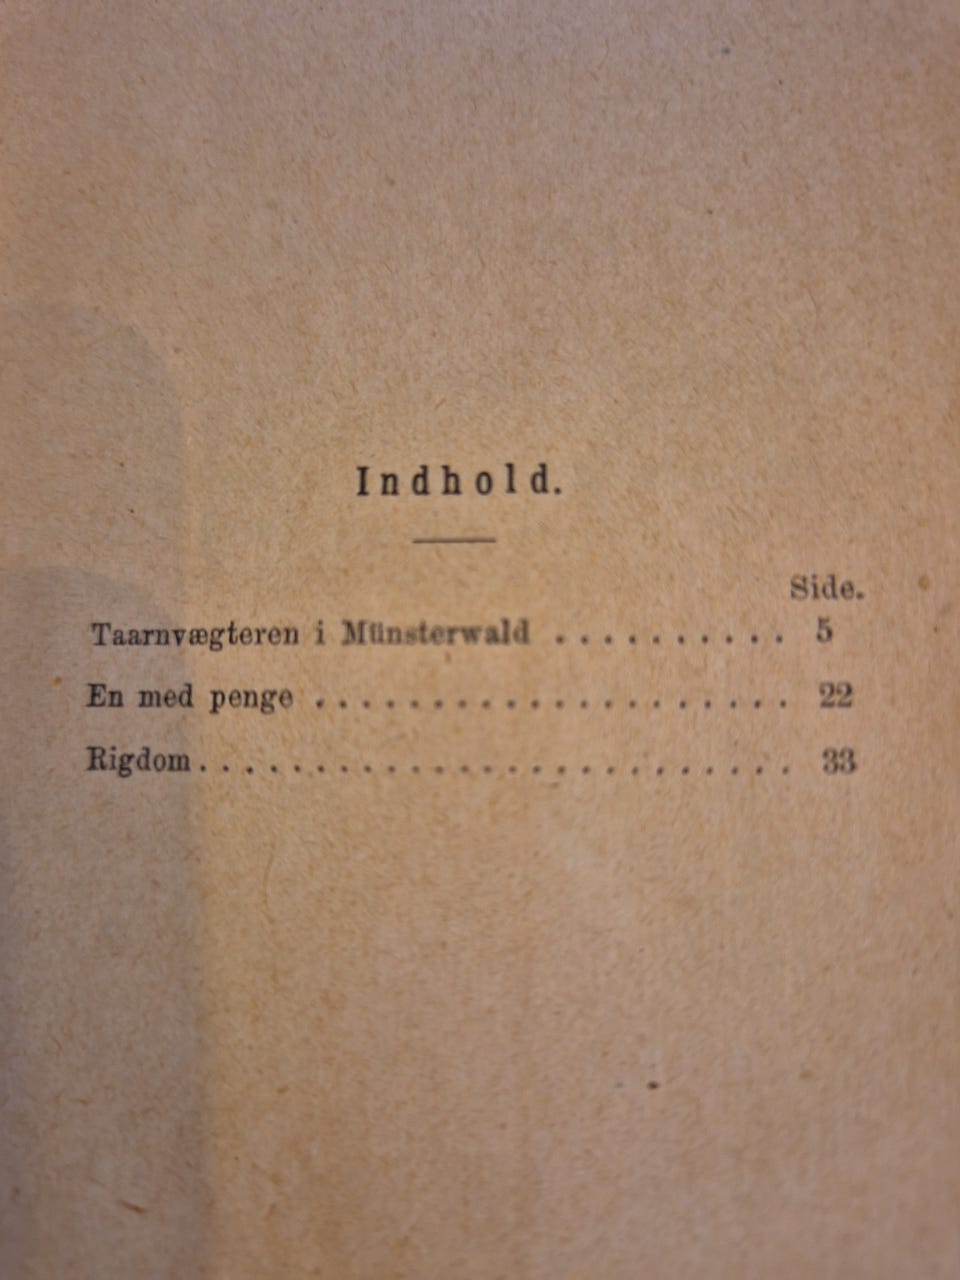 Indhold.
Side.
Taarnvægteren i Münsterwald . . . . . . . . . . 5
En med penge . . . . . . . . . . . . . . . . . . . . . 22
Rigdom . . . . . . . . . . . . . . . . . . . . . . . . . . 33